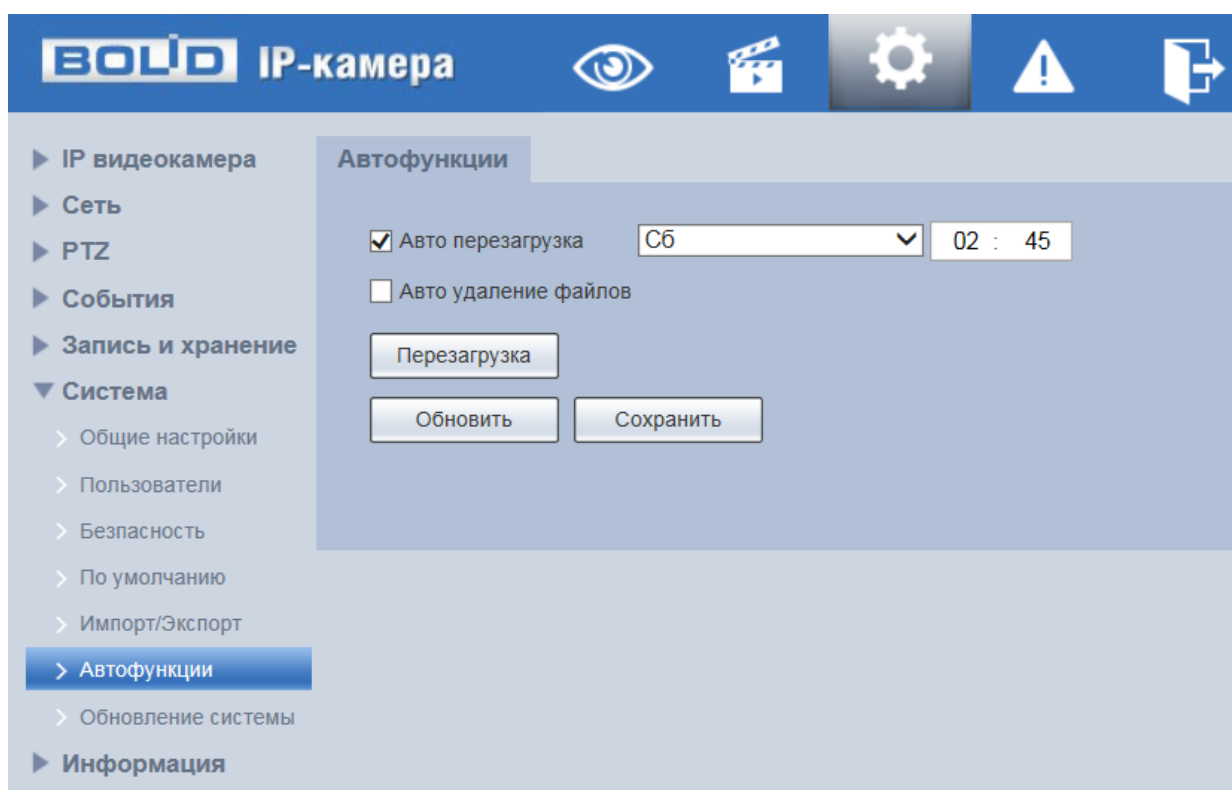 BOLID IP-камера
IP видеокамера
Сеть
PTZ
События
Запись и хранение
Система
Общие настройки
Пользователи
Безпасность
По умолчанию
Импорт/Экспорт
Автофункции
Обновление системы
Информация
Автофункции
Авто перезагрузка Сб 02 : 45
Авто удаление файлов
Перезагрузка
Обновить Сохранить